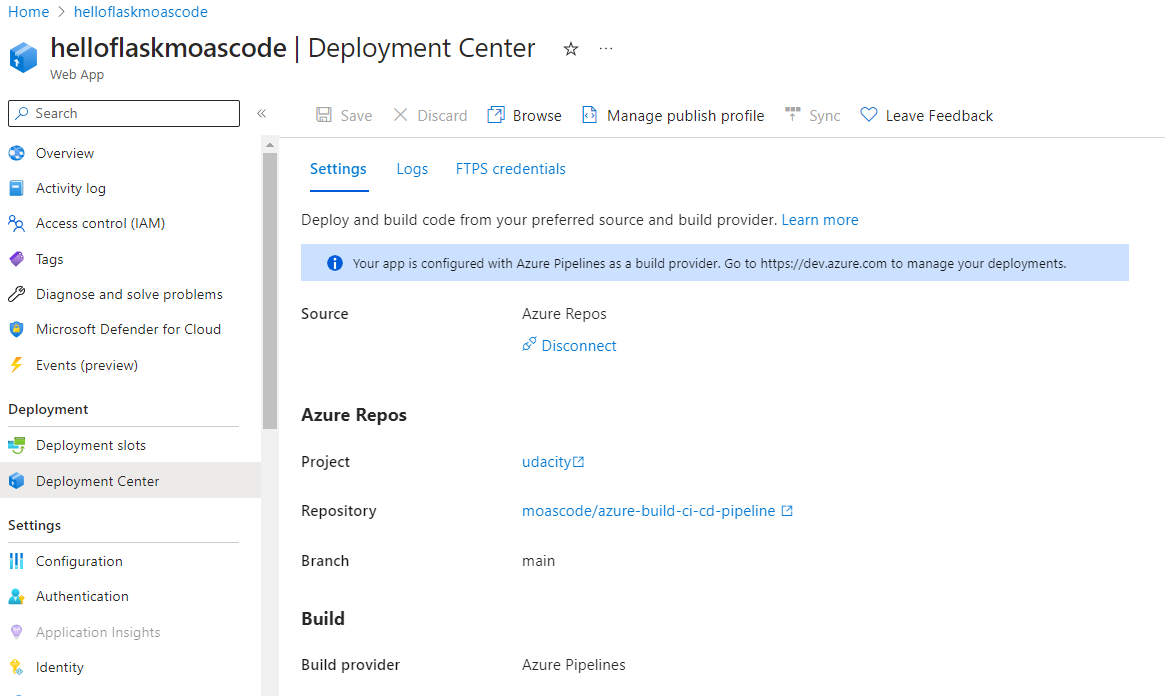 Home > helloflaskmoascode
helloflaskmoascode | Deployment Center
Web App
Search
Save
Discard
Browse
Manage publish profile
Sync
Leave Feedback
Overview
Activity log
Access control (IAM)
Tags
Diagnose and solve problems
Microsoft Defender for Cloud
Events (preview)
Deployment
Deployment slots
Deployment Center
Settings
Configuration
Authentication
Application Insights
Identity
Settings
Logs
FTPS credentials
Deploy and build code from your preferred source and build provider. Learn more
Your app is configured with Azure Pipelines as a build provider. Go to https://dev.azure.com to manage your deployments.
Source Azure Repos
Disconnect
Azure Repos
Project udacity
Repository moascode/azure-build-ci-cd-pipeline
Branch main
Build
Build provider Azure Pipelines